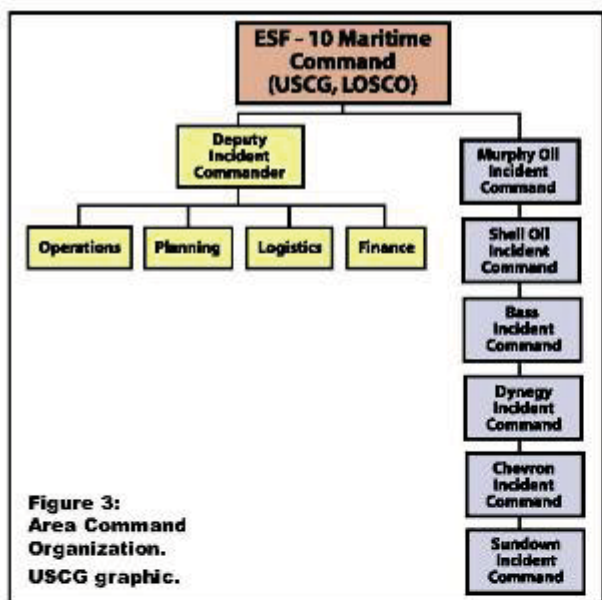 ESF – 10 Maritime
Command
(USCG, LOSCO)
Deputy
Incident
Commander
Operations
Planning
Logistics
Finance
Murphy Oil
Incident
Command
Shell Oil
Incident
Command
Bass
Incident
Command
Dynegy
Incident
Command
Chevron
Incident
Command
Sundown
Incident
Command
Figure 3:
Area Command
Organization.
USCG graphic.